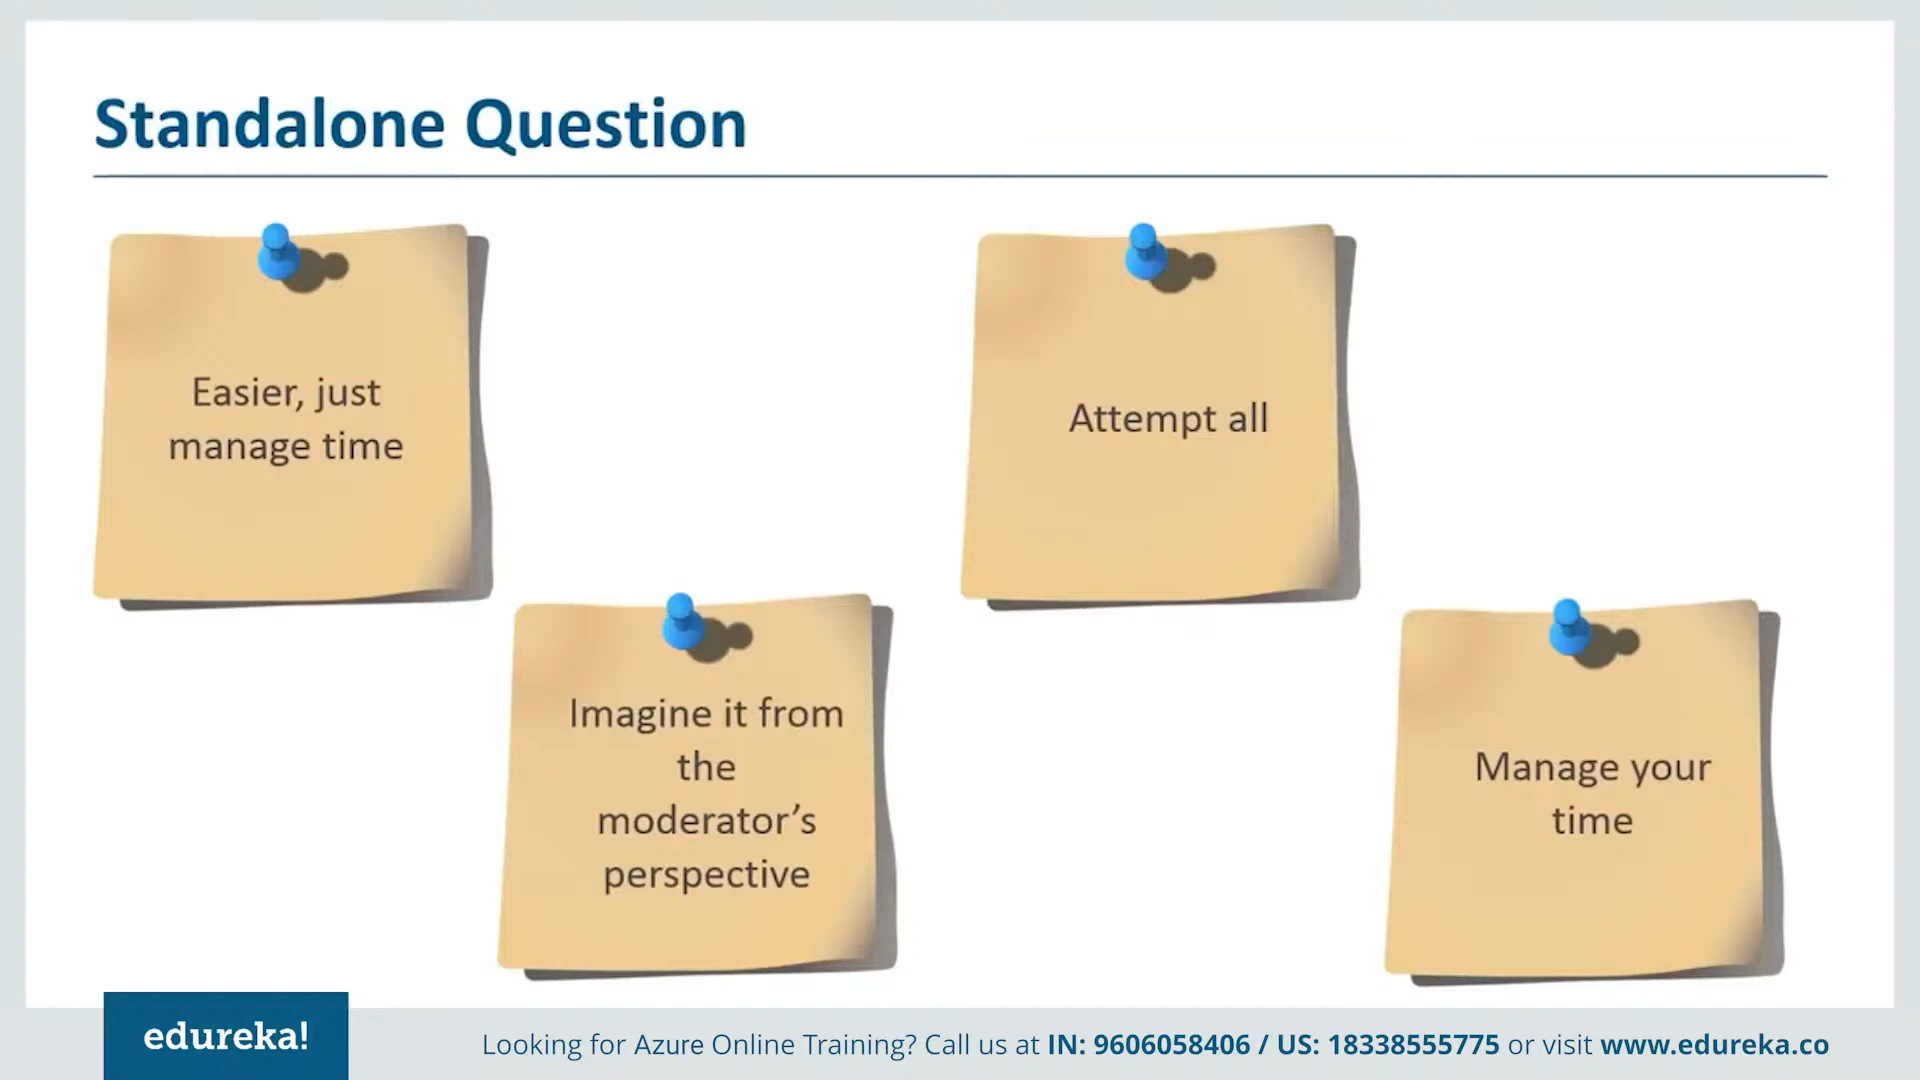 Standalone Question
Easier, just
manage time
Imagine it from
the
moderator’s
perspective
Attempt all
Manage your
time
edureka!
Looking for Azure Online Training? Call us at IN: 9606058406 / US: 18338555775 or visit www.edureka.co